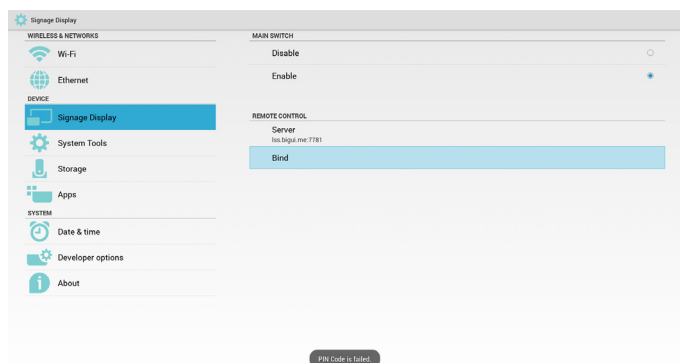 Signage Display
WIRELESS & NETWORKS
Wi-Fi
Ethernet
DEVICE
Signage Display
System Tools
Storage
Apps
SYSTEM
Date & time
Developer options
About
MAIN SWITCH
Disable
Enable
REMOTE CONTROL
Server
lss.bigui.me:7781
Bind
PIN Code is failed.